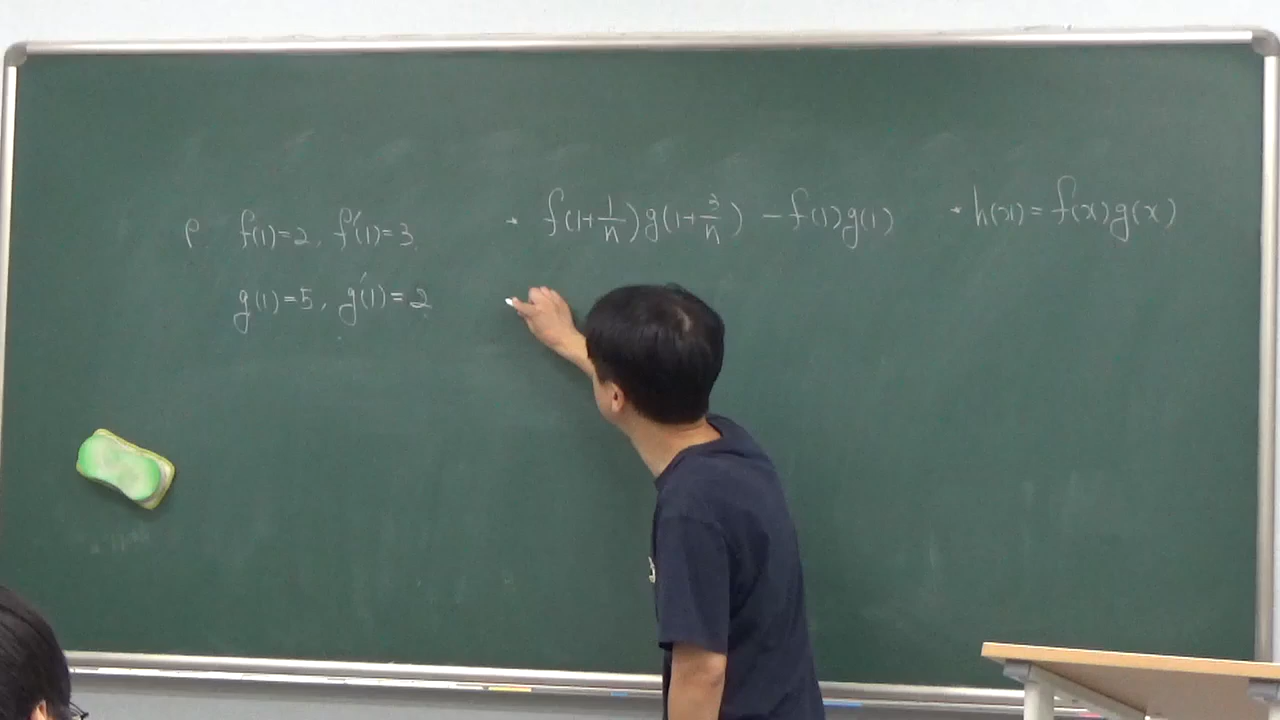 f(1)=2, f'(1)=3
g(1)=5, g'(1)=2
f(1+1/n)g(1+3/n) - f(1)g(1)
h(x)=f(x)g(x)